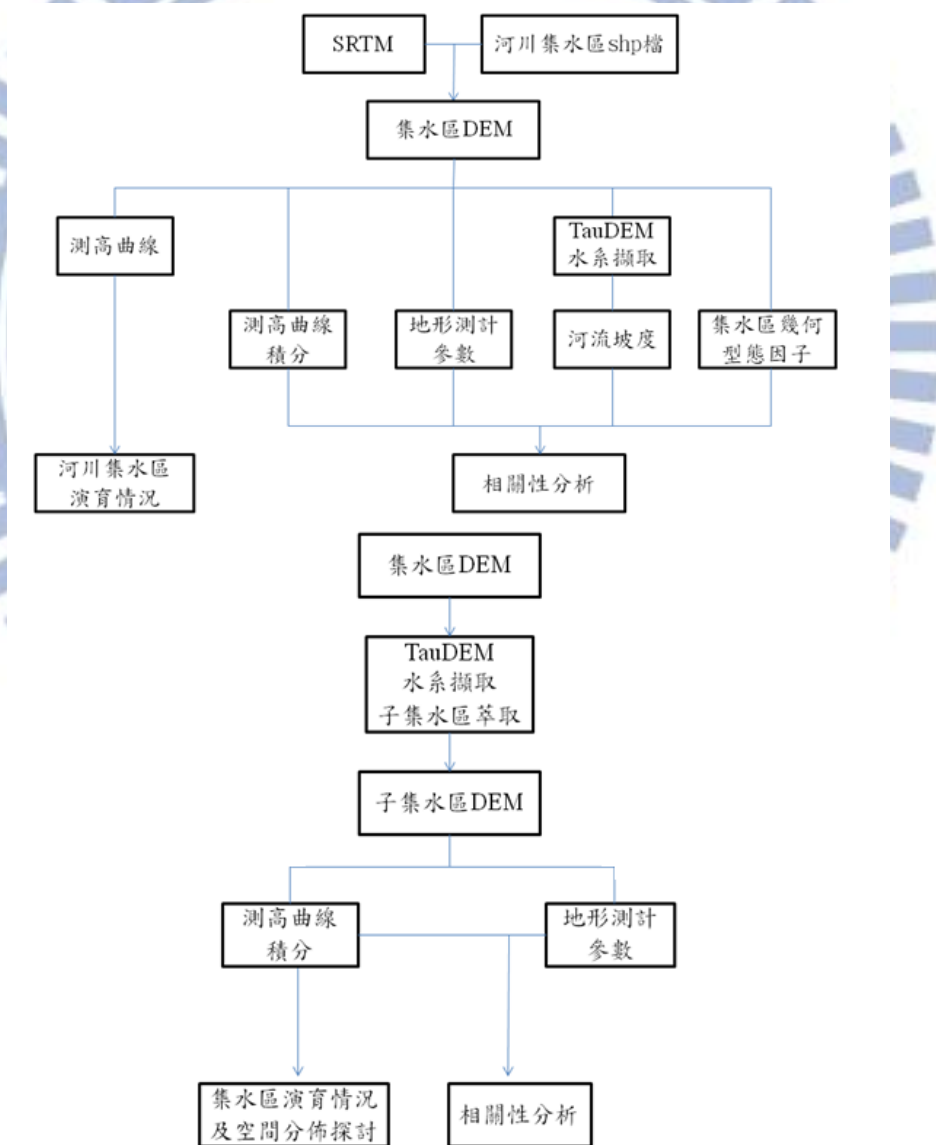 SRTM
河川集水區shp檔
集水區DEM
測高曲線
TauDEM
水系擷取
測高曲線
積分
地形測計
參數
河流坡度
集水區幾何
型態因子
河川集水區
演育情況
相關性分析
集水區DEM
TauDEM
水系擷取
子集水區萃取
子集水區DEM
測高曲線
積分
地形測計
參數
集水區演育情況
及空間分佈探討
相關性分析